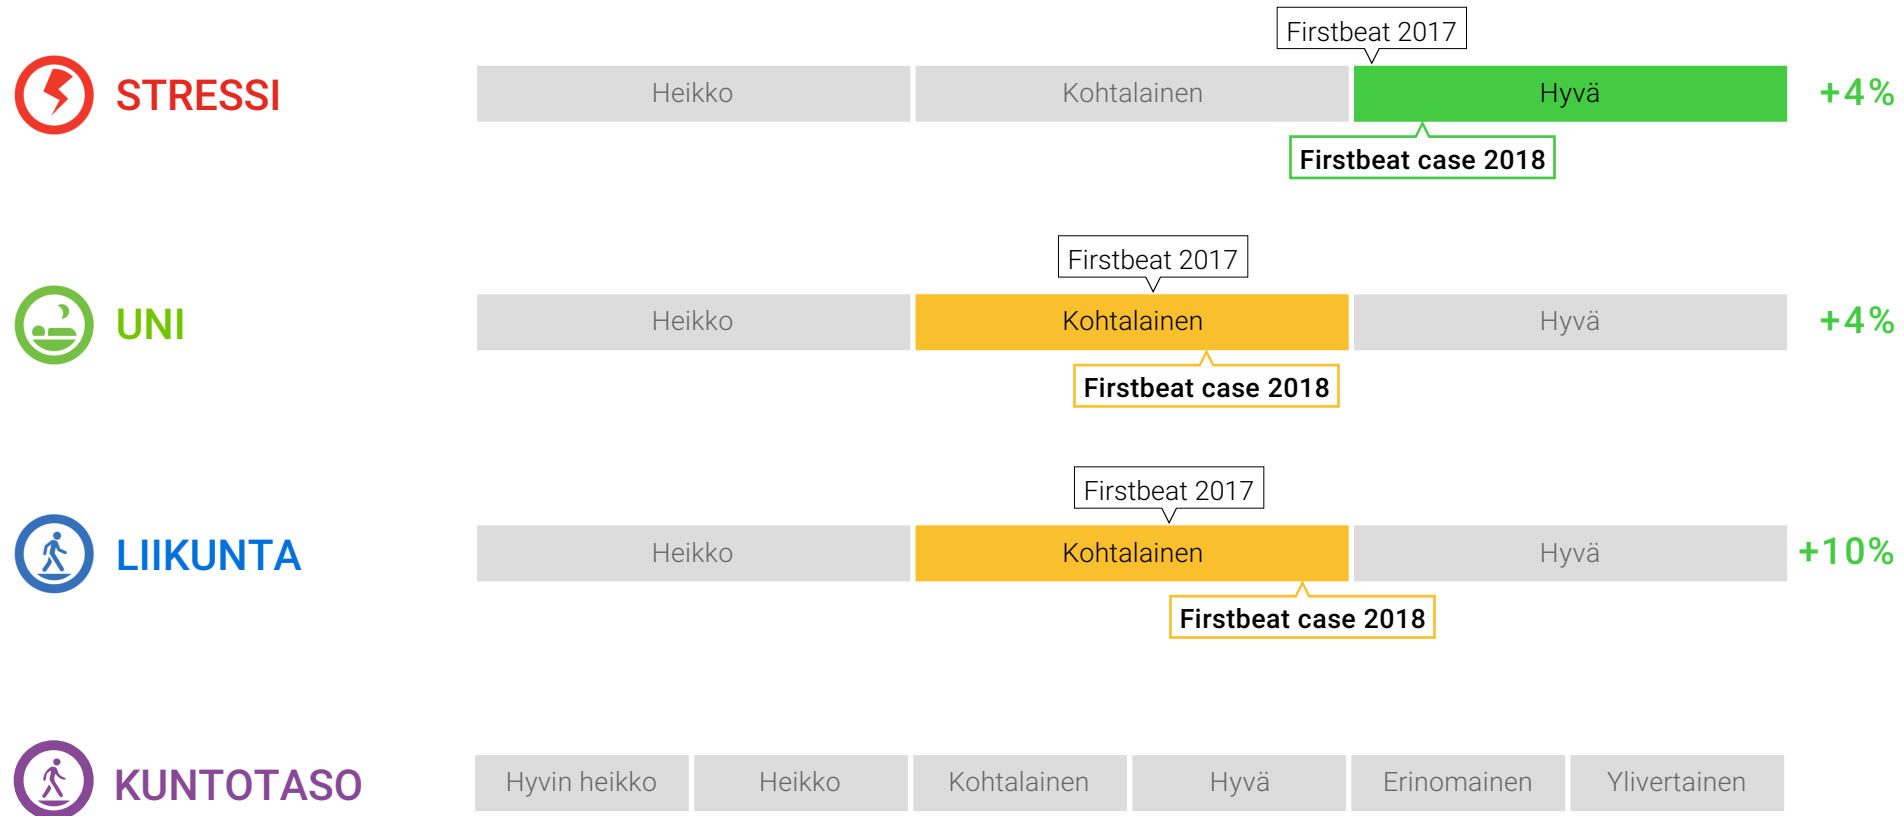 Firstbeat 2017
STRESSI
Heikko
Kohtalainen
Hyvä
+4%
Firstbeat case 2018
Firstbeat 2017
UNI
Heikko
Kohtalainen
Hyvä
+4%
Firstbeat case 2018
Firstbeat 2017
LIIKUNTA
Heikko
Kohtalainen
Hyvä
+10%
Firstbeat case 2018
KUNTOTASO
Hyvin heikko
Heikko
Kohtalainen
Hyvä
Erinomainen
Ylivertainen